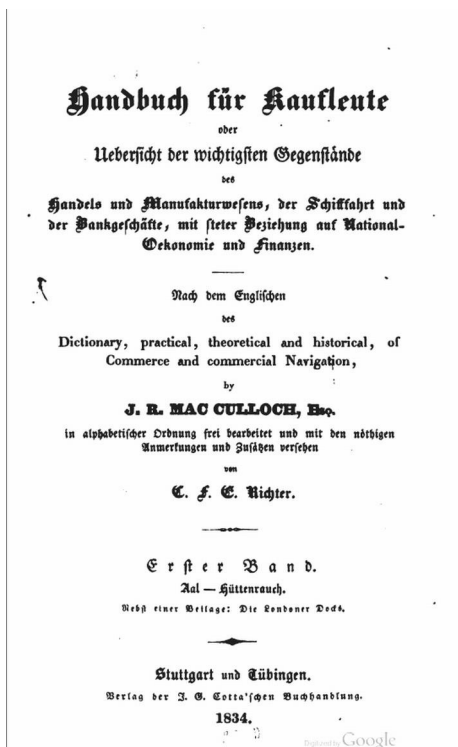 Handbuch für Kaufleute
oder
Uebersicht der wichtigsten Gegenstände
des
Handels und Manufakturwesens, der Schifffahrt und
der Bankgeschäfte, mit steter Beziehung auf National-
Oekonomie und Finanzen.
Nach dem Englischen
des
Dictionary, practical, theoretical and historical, of
Commerce and commercial Navigation,
by
J. R. MAC CULLOCH, Esq.
in alphabetischer Ordnung frei bearbeitet und mit den nöthigen
Anmerkungen und Zusätzen versehen
von
C. F. E. Richter.
Erster Band.
Aal — Hüttenrauch.
Nebst einer Beilage: Die Londoner Docks.
Stuttgart und Tübingen.
Verlag der J. G. Cotta'schen Buchhandlung.
1834.
Digitized by Google